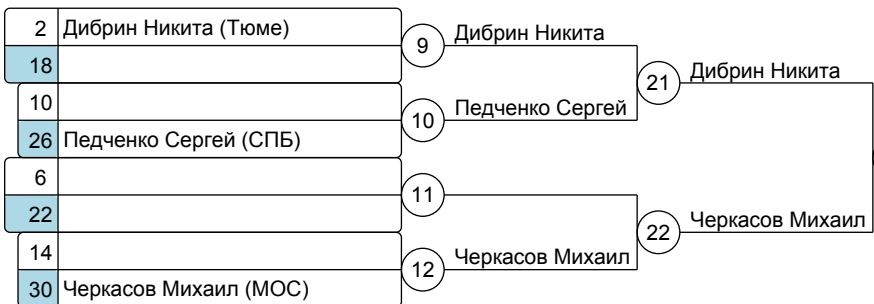 2 Дибрин Никита (Тюме)
9 Дибрин Никита
18
21 Дибрин Никита
10
10 Педченко Сергей
26 Педченко Сергей (СПБ)
6
11
22
22 Черкасов Михаил
14
12 Черкасов Михаил
30 Черкасов Михаил (МОС)